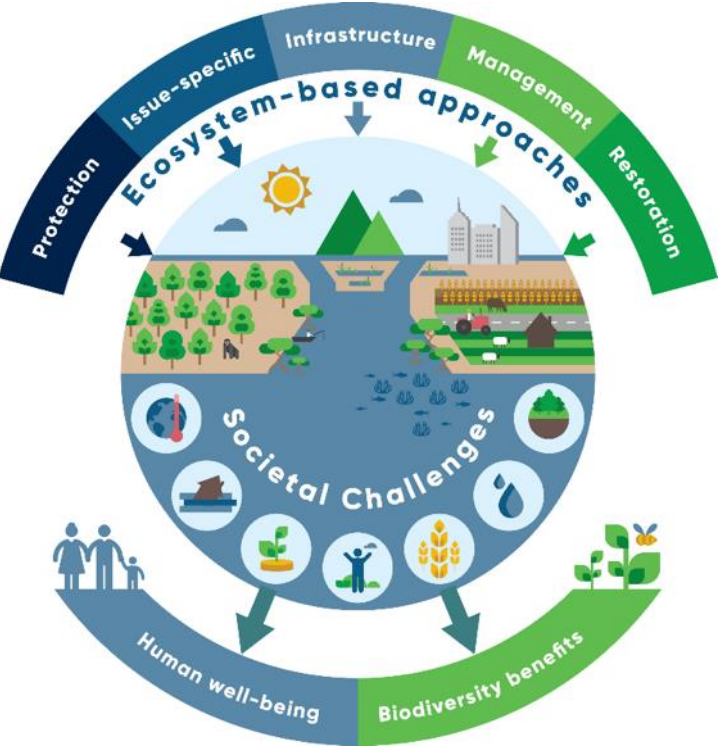 Protection
Issue-specific
Infrastructure
Management
Restoration
Ecosystem-based approaches
Societal Challenges
Human well-being
Biodiversity benefits